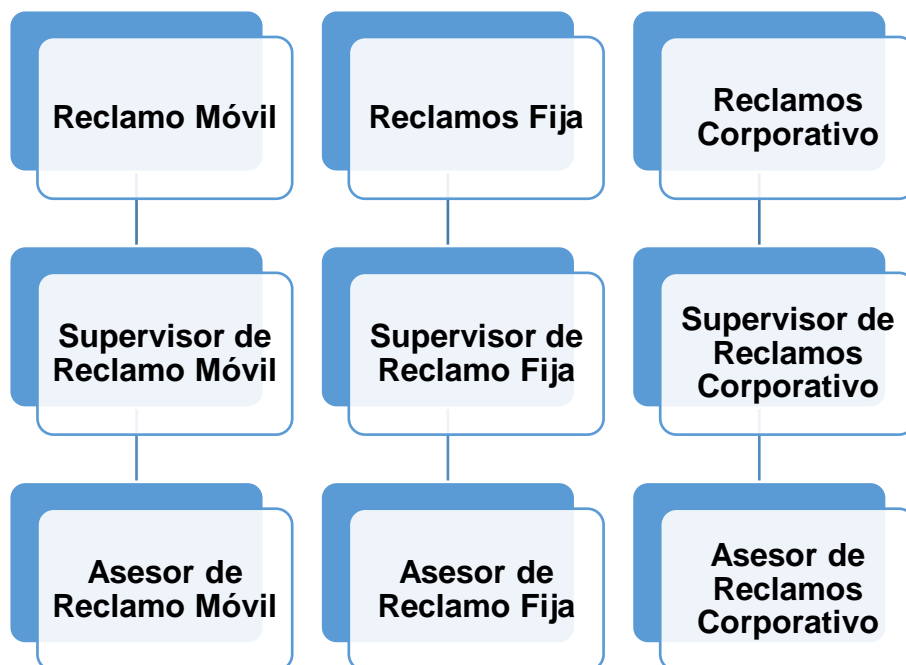 Reclamo Móvil
Reclamos Fija
Reclamos
Corporativo
Supervisor de
Reclamo Móvil
Supervisor de
Reclamo Fija
Supervisor de
Reclamos
Corporativo
Asesor de
Reclamo Móvil
Asesor de
Reclamo Fija
Asesor de
Reclamos
Corporativo